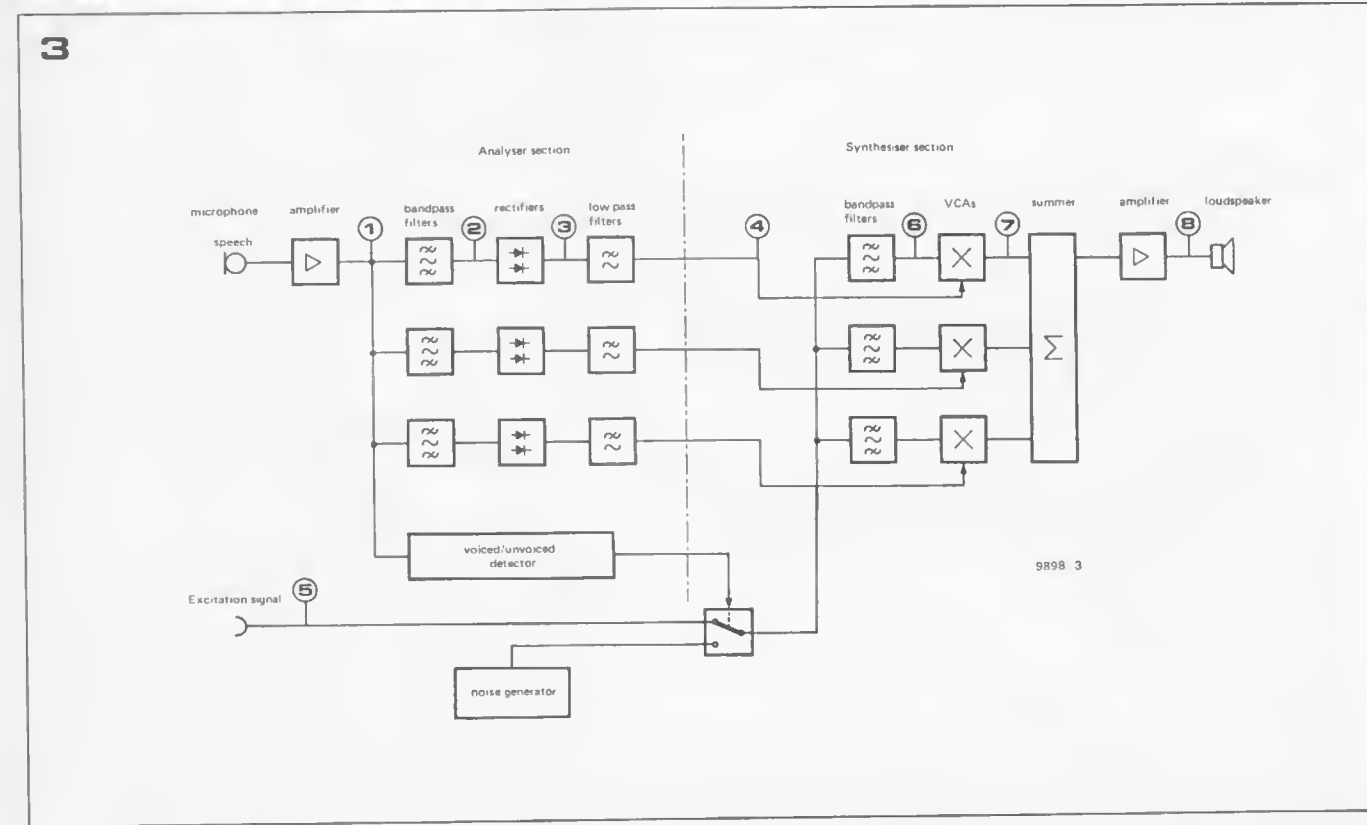 3
Analyser section
Synthesiser section
microphone
amplifier
1
bandpass
filters
2
rectifiers
3
low pass
filters
4
bandpass
filters
6
VCAs
7
summer
amplifier
8
loudspeaker
speech
Σ
voiced/unvoiced
detector
9898 3
Excitation signal
5
noise generator